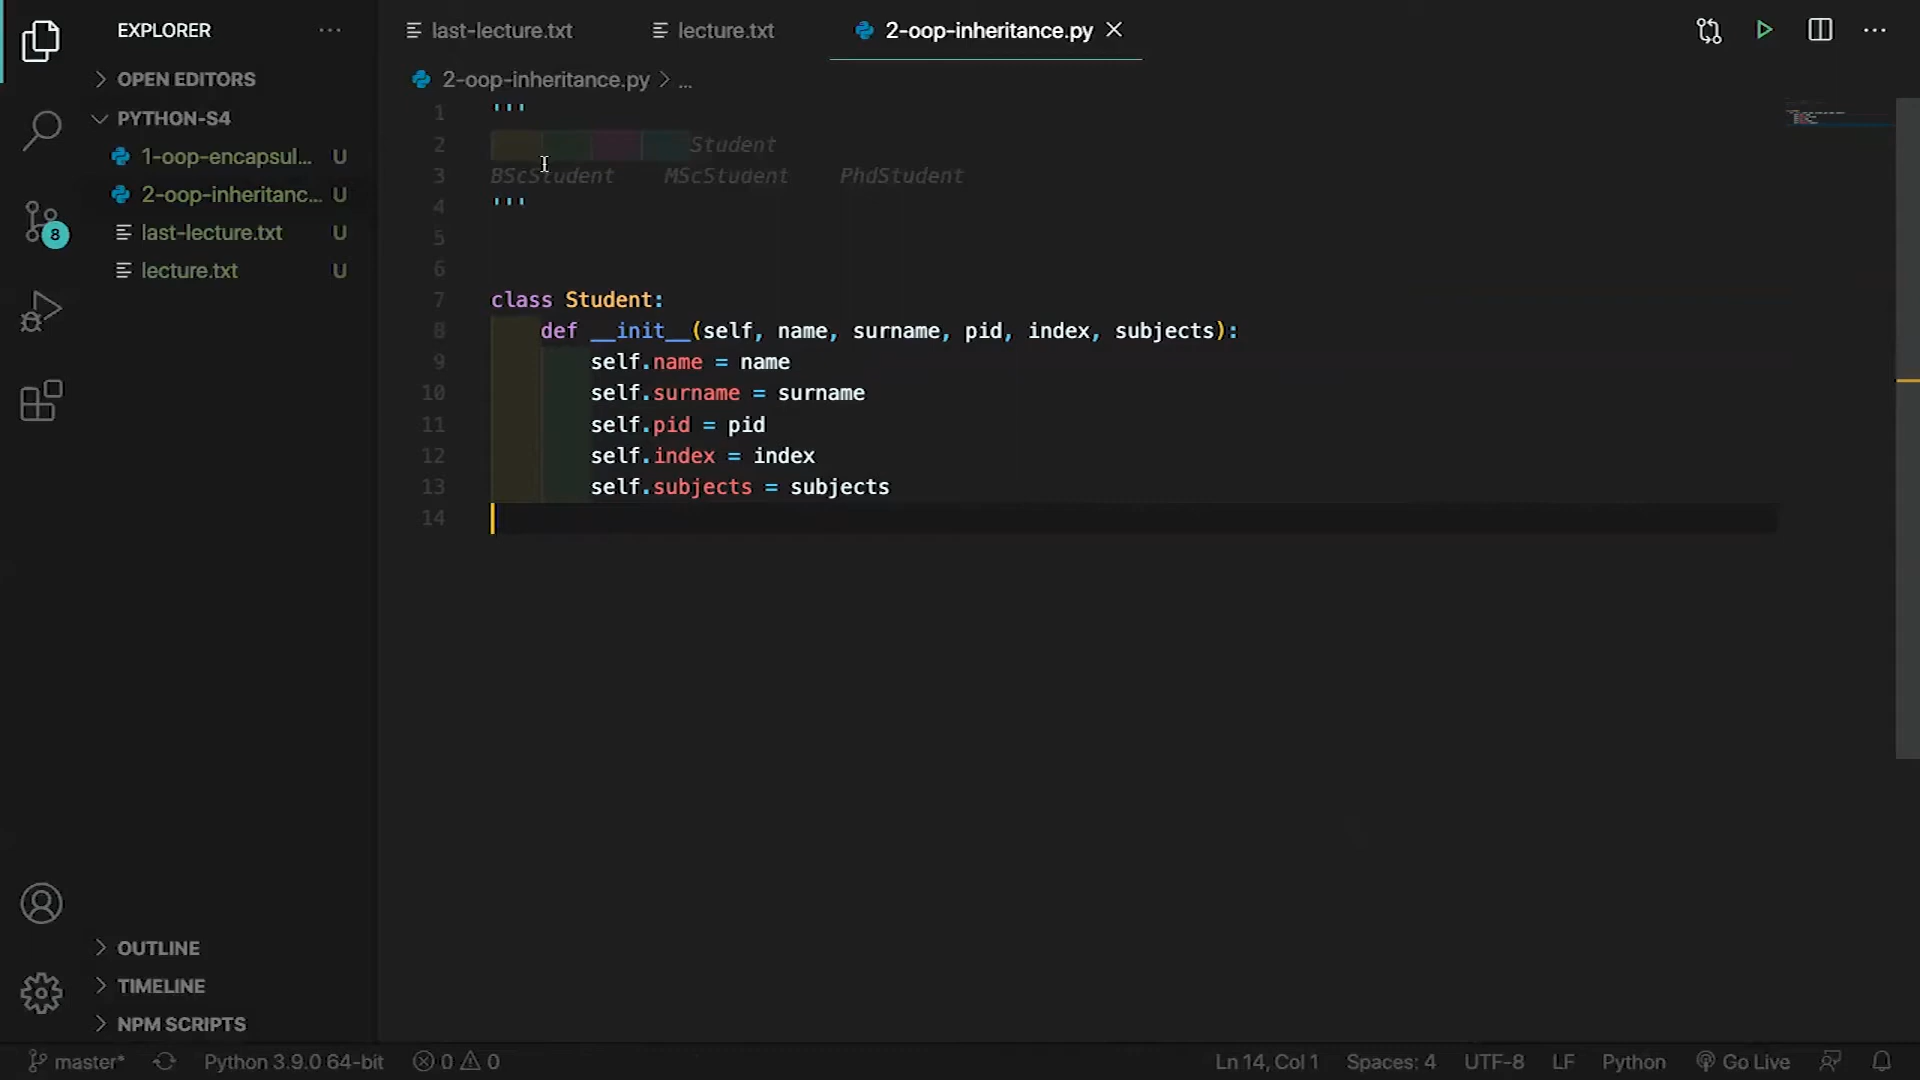 EXPLORER
OPEN EDITORS
PYTHON-S4
1-oop-encapsul... U
2-oop-inheritanc... U
last-lecture.txt U
lecture.txt U
OUTLINE
TIMELINE
NPM SCRIPTS
8
last-lecture.txt lecture.txt 2-oop-inheritance.py
2-oop-inheritance.py > ...
1 '''
2 Student
3 BScStudent MScStudent PhdStudent
4 '''
5
6
7 class Student:
8 def __init__(self, name, surname, pid, index, subjects):
9 self.name = name
10 self.surname = surname
11 self.pid = pid
12 self.index = index
13 self.subjects = subjects
14
master* Python 3.9.0 64-bit 0 0 Ln 14, Col 1 Spaces: 4 UTF-8 LF Python Go Live